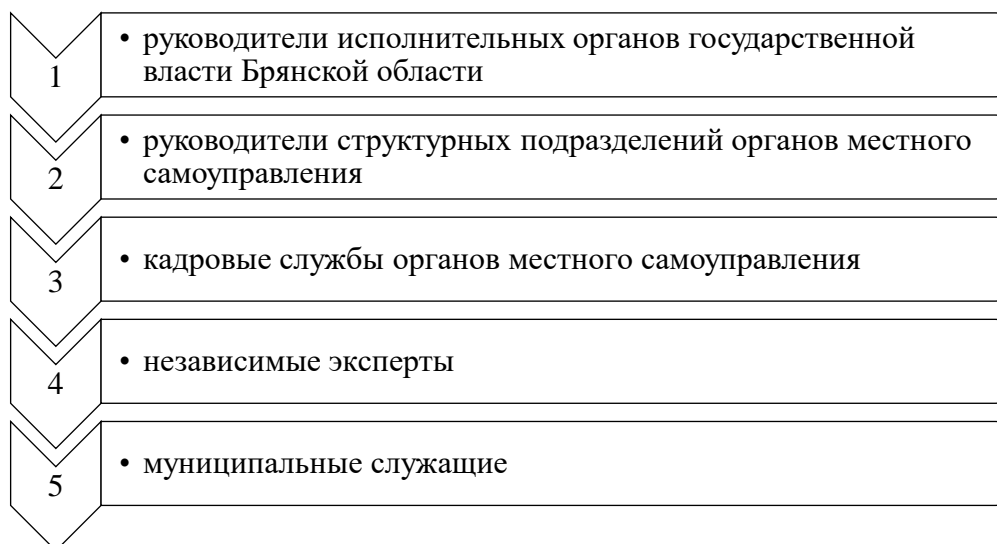 1
• руководители исполнительных органов государственной
власти Брянской области
2
• руководители структурных подразделений органов местного
самоуправления
3
• кадровые службы органов местного самоуправления
4
• независимые эксперты
5
• муниципальные служащие